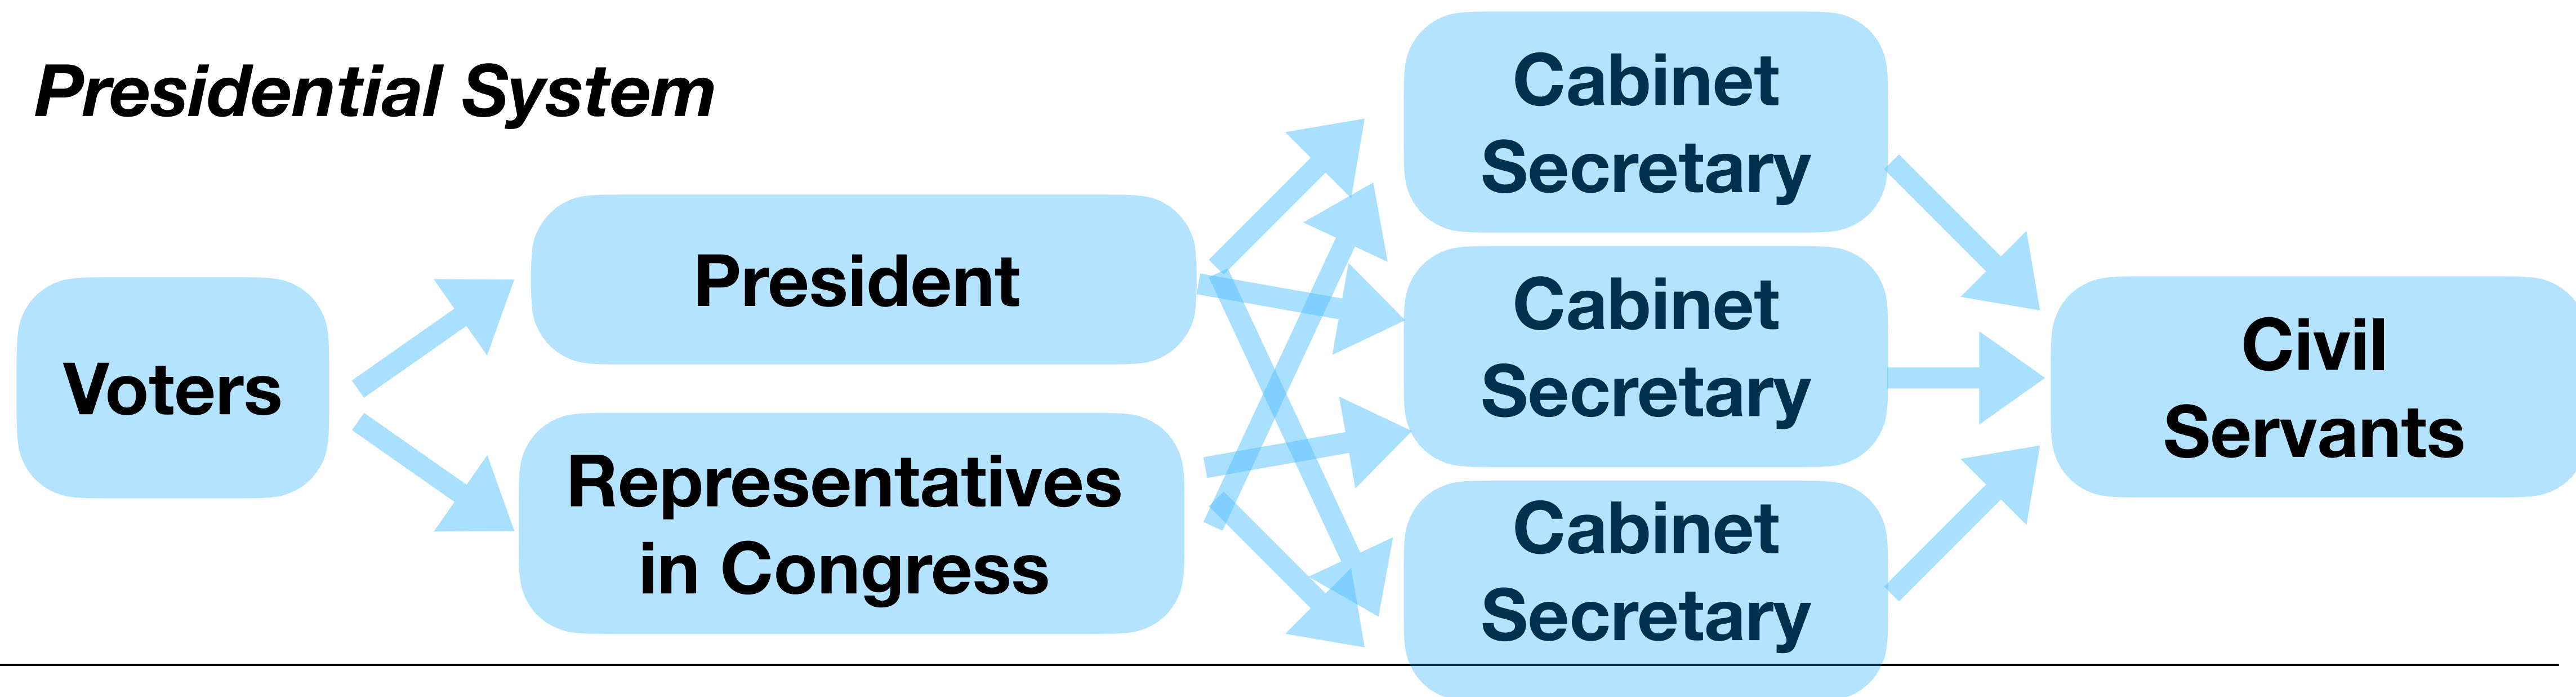 Presidential System
Voters
President
Representatives
in Congress
Cabinet
Secretary
Cabinet
Secretary
Cabinet
Secretary
Civil
Servants